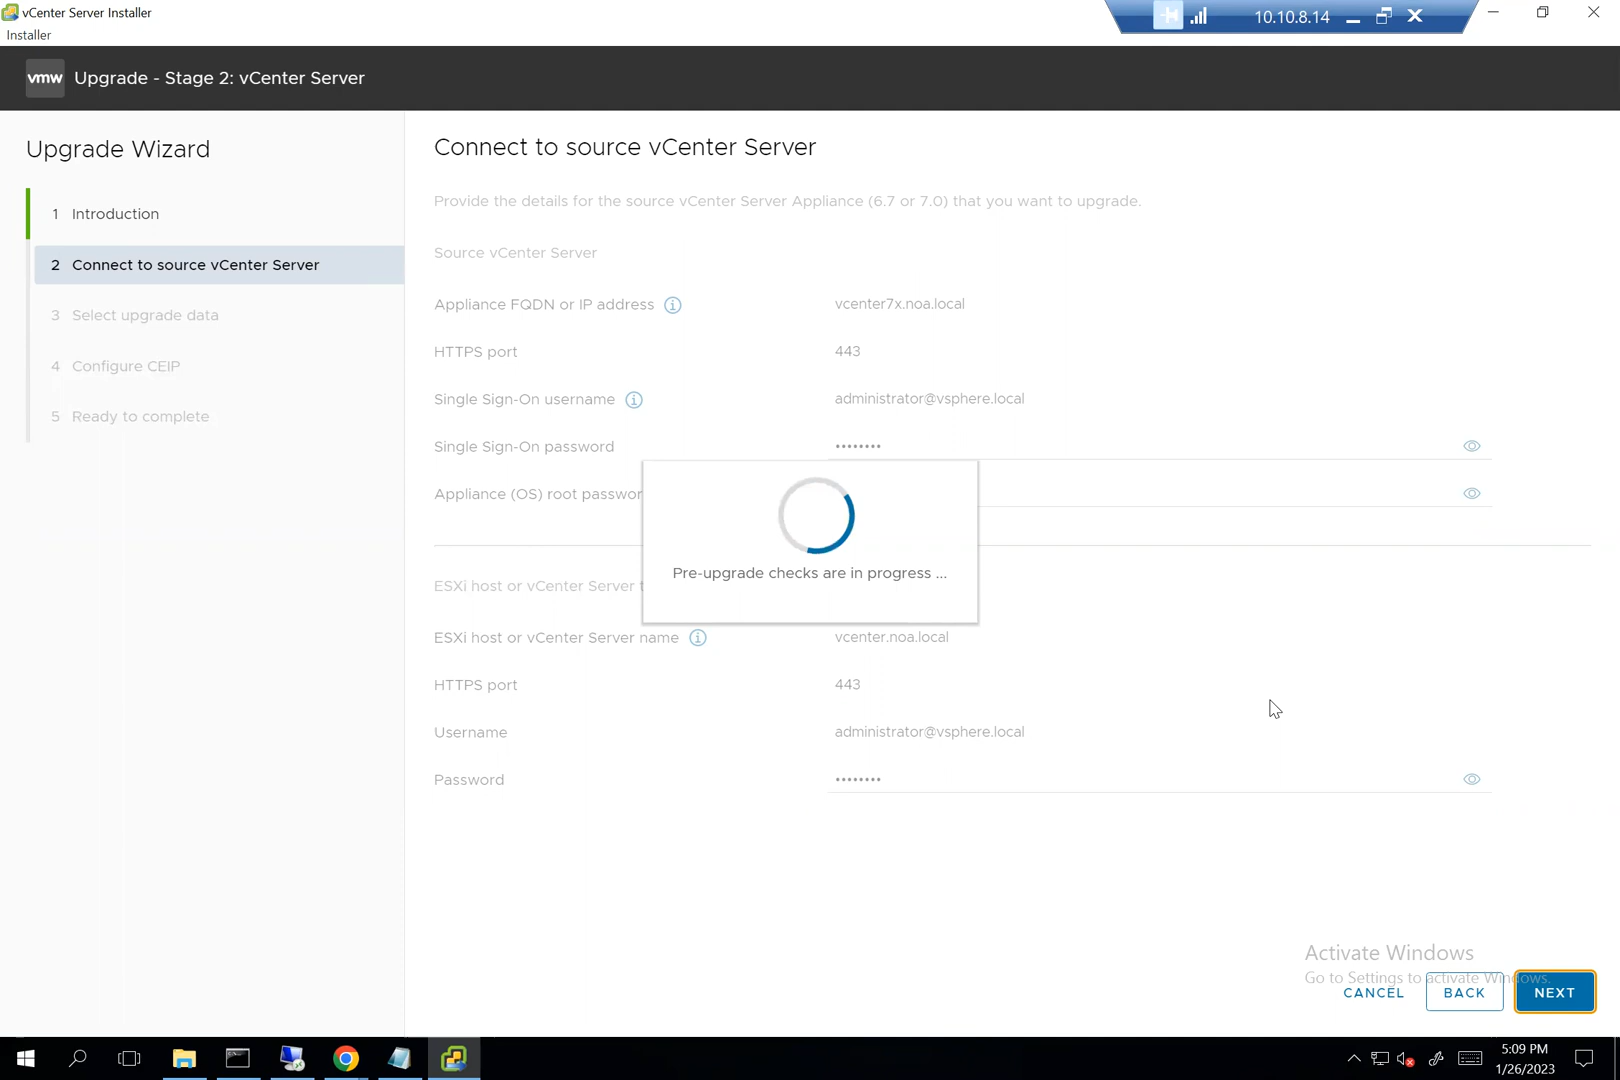 vCenter Server Installer
10.10.8.14
Installer
vmw Upgrade - Stage 2: vCenter Server
Upgrade Wizard
1 Introduction
2 Connect to source vCenter Server
3 Select upgrade data
4 Configure CEIP
5 Ready to complete
Connect to source vCenter Server
Provide the details for the source vCenter Server Appliance (6.7 or 7.0) that you want to upgrade.
Source vCenter Server
Appliance FQDN or IP address vcenter7x.noa.local
HTTPS port 443
Single Sign-On username administrator@vsphere.local
Single Sign-On password ••••••••
Appliance (OS) root passwor
Pre-upgrade checks are in progress ...
ESXi host or vCenter Server
ESXi host or vCenter Server name vcenter.noa.local
HTTPS port 443
Username administrator@vsphere.local
Password ••••••••
Activate Windows
Go to Settings to activate Windows.
CANCEL BACK NEXT
5:09 PM
1/26/2023